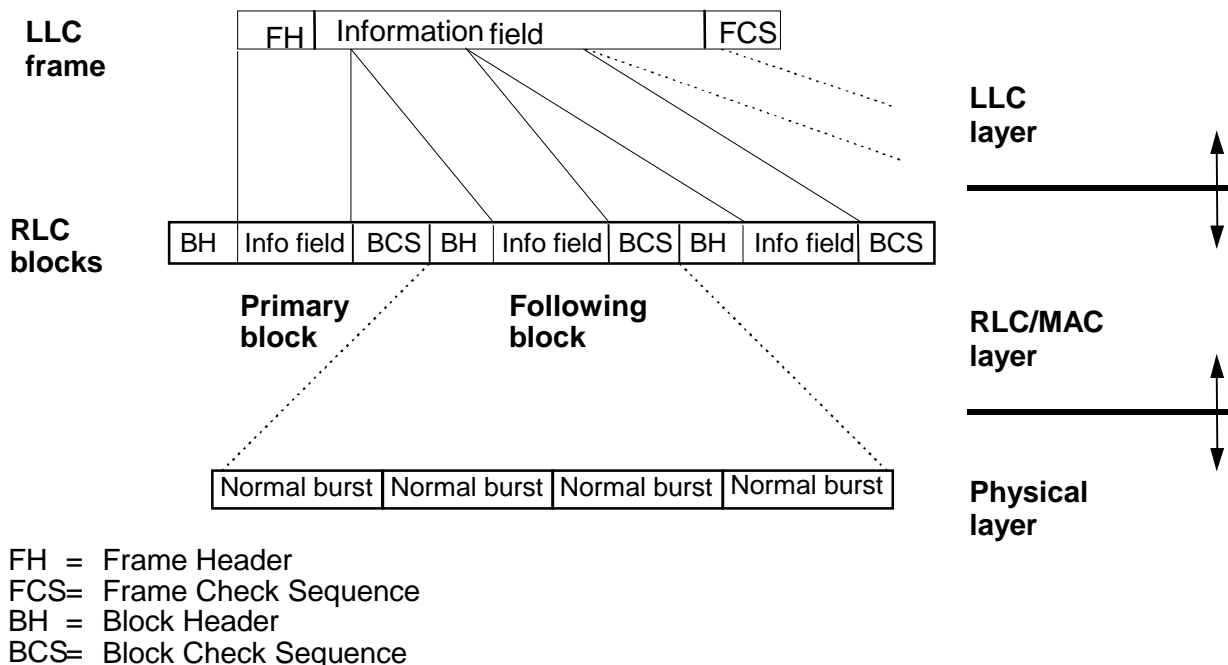 LLC
frame
FH Information field FCS
LLC
layer
RLC
blocks
BH Info field BCS BH Info field BCS BH Info field BCS
Primary
block
Following
block
RLC/MAC
layer
Normal burst Normal burst Normal burst Normal burst
Physical
layer
FH = Frame Header
FCS= Frame Check Sequence
BH = Block Header
BCS= Block Check Sequence